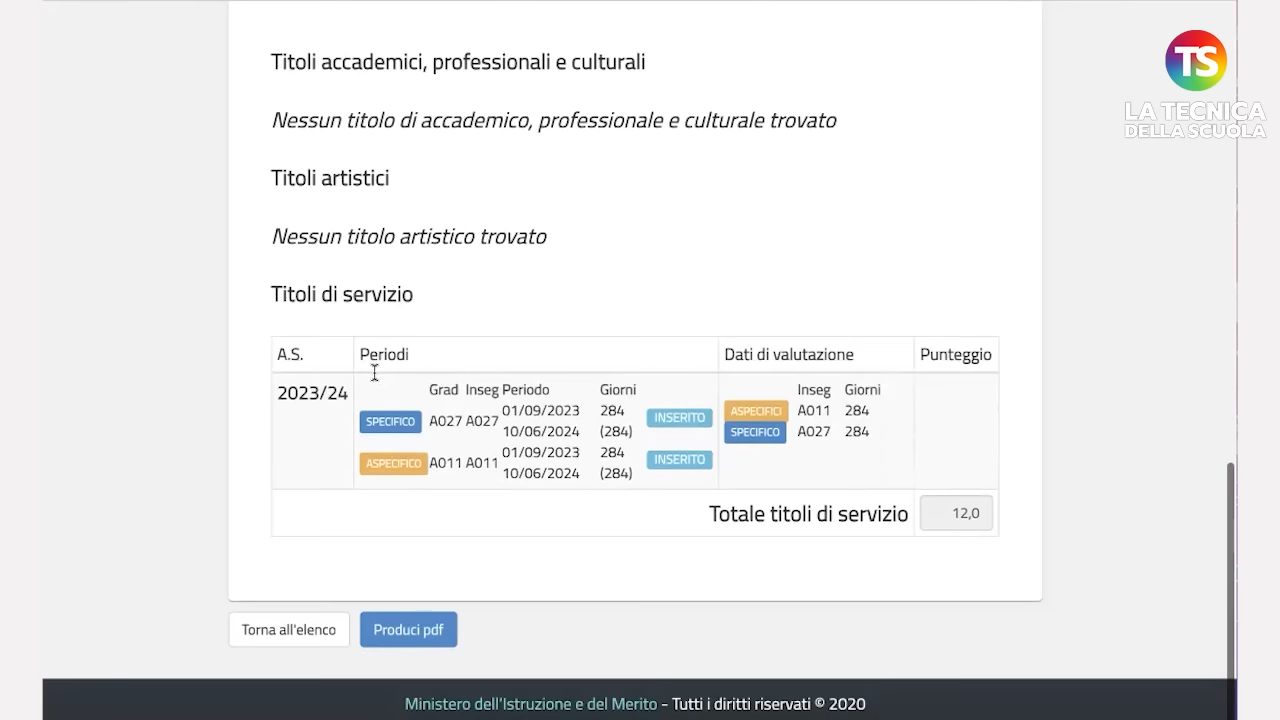 TS
LA TECNICA
DELLA SCUOLA
Titoli accademici, professionali e culturali
Nessun titolo di accademico, professionale e culturale trovato
Titoli artistici
Nessun titolo artistico trovato
Titoli di servizio
A.S. Periodi Dati di valutazione Punteggio
2023/24 Grad Inseg Periodo Giorni Inseg Giorni
SPECIFICO A027 A027 01/09/2023 284 INSERITO ASPECIFICI A011 284
10/06/2024 (284) SPECIFICO A027 284
ASPECIFICO A011 A011 01/09/2023 284 INSERITO
10/06/2024 (284)
Totale titoli di servizio 12,0
Torna all'elenco Produci pdf
Ministero dell'Istruzione e del Merito - Tutti i diritti riservati © 2020